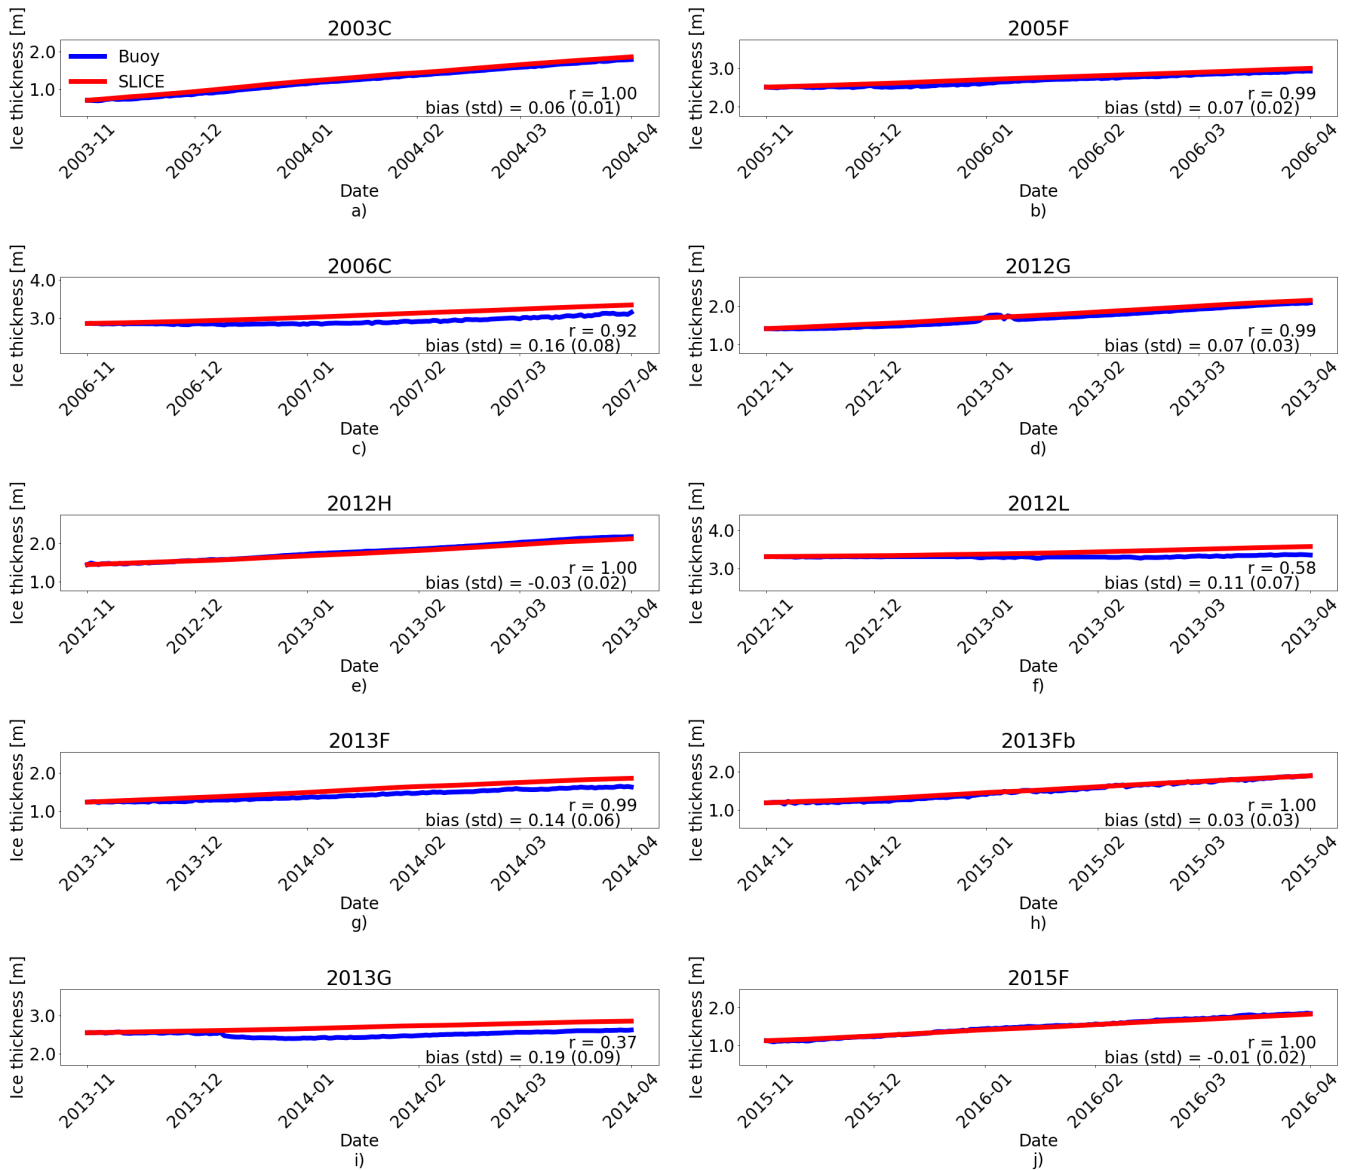 2003C
Ice thickness [m]
2.0
1.0
Buoy
SLICE
r = 1.00
bias (std) = 0.06 (0.01)
2003-11
2003-12
2004-01
2004-02
2004-03
2004-04
Date
a)
2005F
Ice thickness [m]
3.0
2.0
r = 0.99
bias (std) = 0.07 (0.02)
2005-11
2005-12
2006-01
2006-02
2006-03
2006-04
Date
b)
2006C
Ice thickness [m]
4.0
3.0
r = 0.92
bias (std) = 0.16 (0.08)
2006-11
2006-12
2007-01
2007-02
2007-03
2007-04
Date
c)
2012G
Ice thickness [m]
2.0
1.0
r = 0.99
bias (std) = 0.07 (0.03)
2012-11
2012-12
2013-01
2013-02
2013-03
2013-04
Date
d)
2012H
Ice thickness [m]
2.0
1.0
r = 1.00
bias (std) = -0.03 (0.02)
2012-11
2012-12
2013-01
2013-02
2013-03
2013-04
Date
e)
2012L
Ice thickness [m]
4.0
3.0
r = 0.58
bias (std) = 0.11 (0.07)
2012-11
2012-12
2013-01
2013-02
2013-03
2013-04
Date
f)
2013F
Ice thickness [m]
2.0
1.0
r = 0.99
bias (std) = 0.14 (0.06)
2013-11
2013-12
2014-01
2014-02
2014-03
2014-04
Date
g)
2013Fb
Ice thickness [m]
2.0
1.0
r = 1.00
bias (std) = 0.03 (0.03)
2014-11
2014-12
2015-01
2015-02
2015-03
2015-04
Date
h)
2013G
Ice thickness [m]
3.0
2.0
r = 0.37
bias (std) = 0.19 (0.09)
2013-11
2013-12
2014-01
2014-02
2014-03
2014-04
Date
i)
2015F
Ice thickness [m]
2.0
1.0
r = 1.00
bias (std) = -0.01 (0.02)
2015-11
2015-12
2016-01
2016-02
2016-03
2016-04
Date
j)